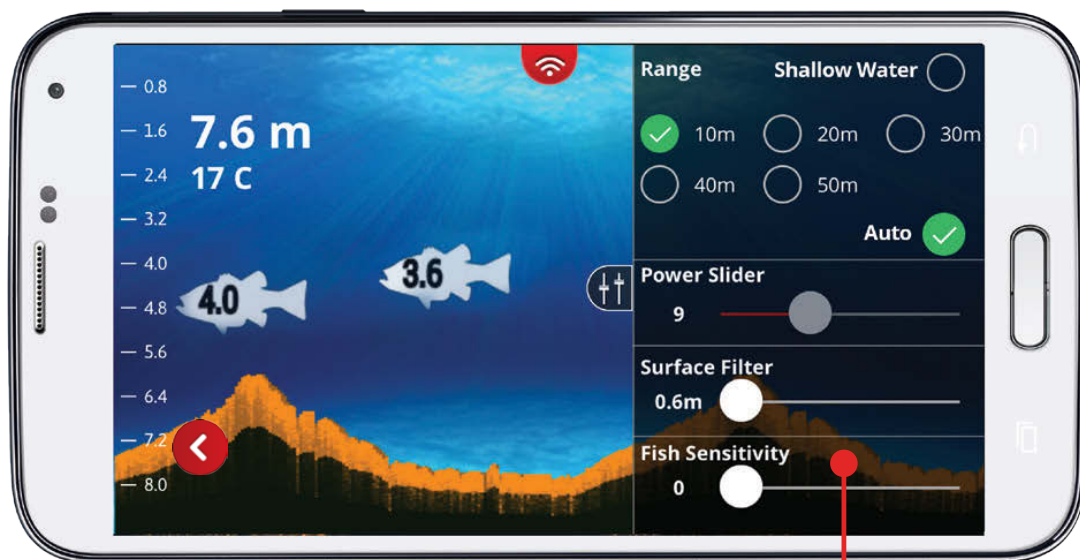 0.8
1.6
7.6 m
2.4
17 C
3.2
4.0
4.0
3.6
4.8
5.6
6.4
7.2
8.0
Range Shallow Water
10m 20m 30m
40m 50m
Auto
Power Slider
9
Surface Filter
0.6m
Fish Sensitivity
0